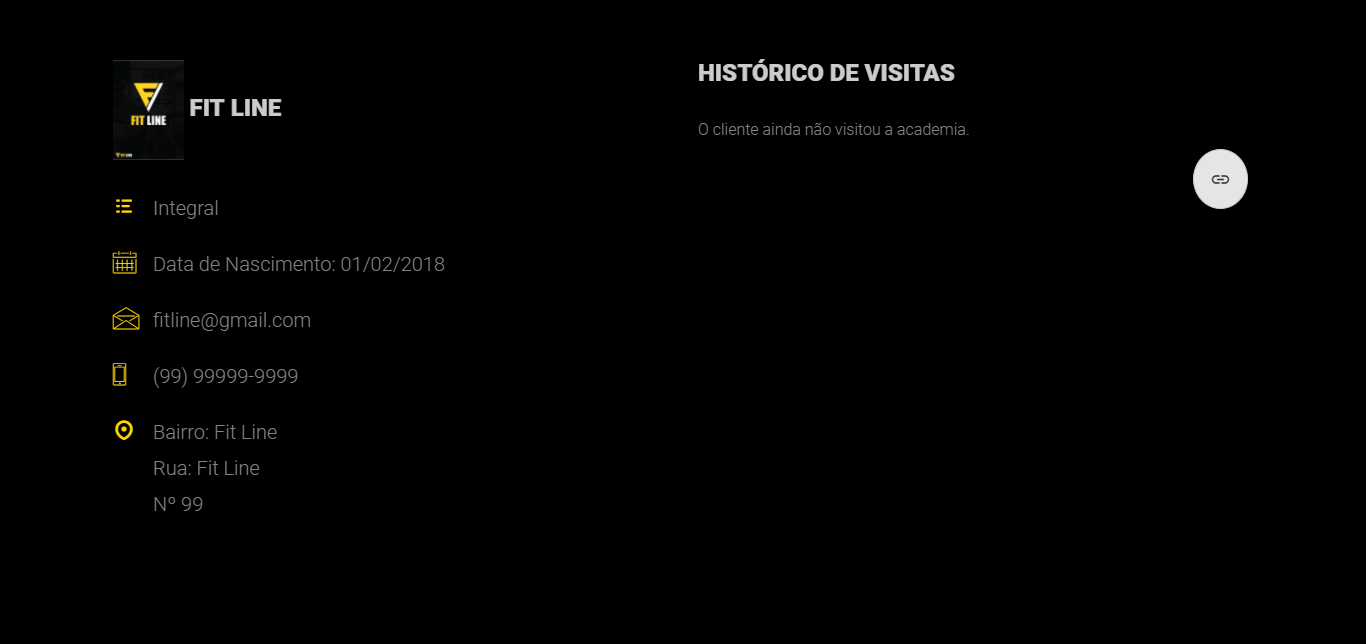 FIT LINE
FIT LINE
Integral
Data de Nascimento: 01/02/2018
fitline@gmail.com
(99) 99999-9999
Bairro: Fit Line
Rua: Fit Line
Nº 99
HISTÓRICO DE VISITAS
O cliente ainda não visitou a academia.